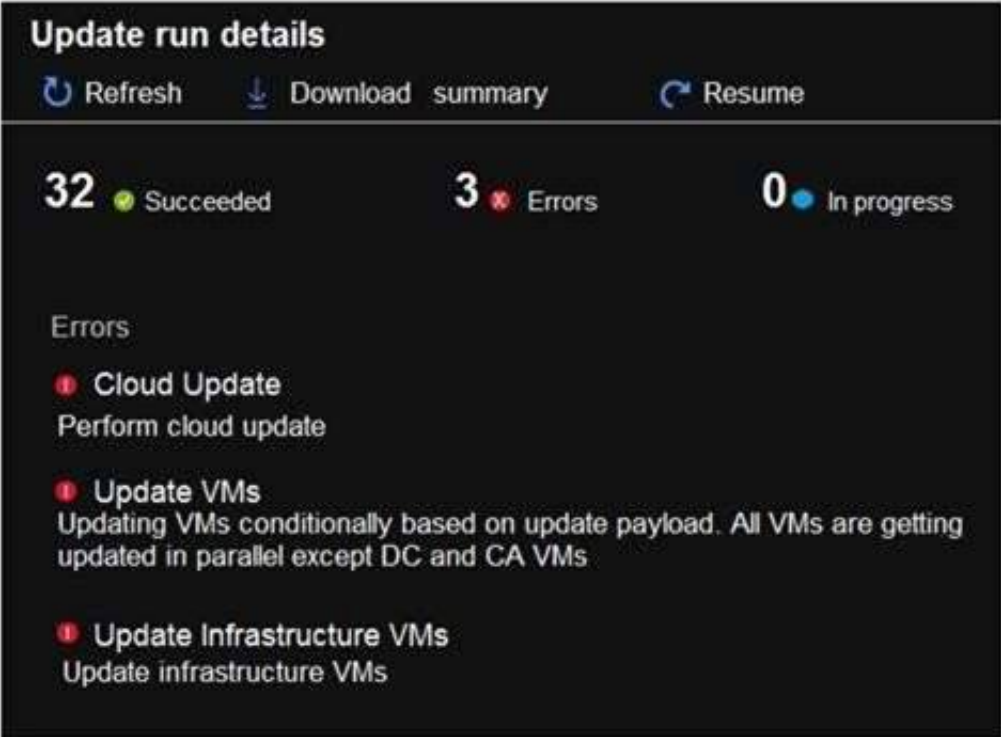 Update run details
Refresh Download summary Resume
32 Succeeded 3 Errors 0 In progress
Errors
Cloud Update
Perform cloud update
Update VMs
Updating VMs conditionally based on update payload. All VMs are getting
updated in parallel except DC and CA VMs
Update Infrastructure VMs
Update infrastructure VMs